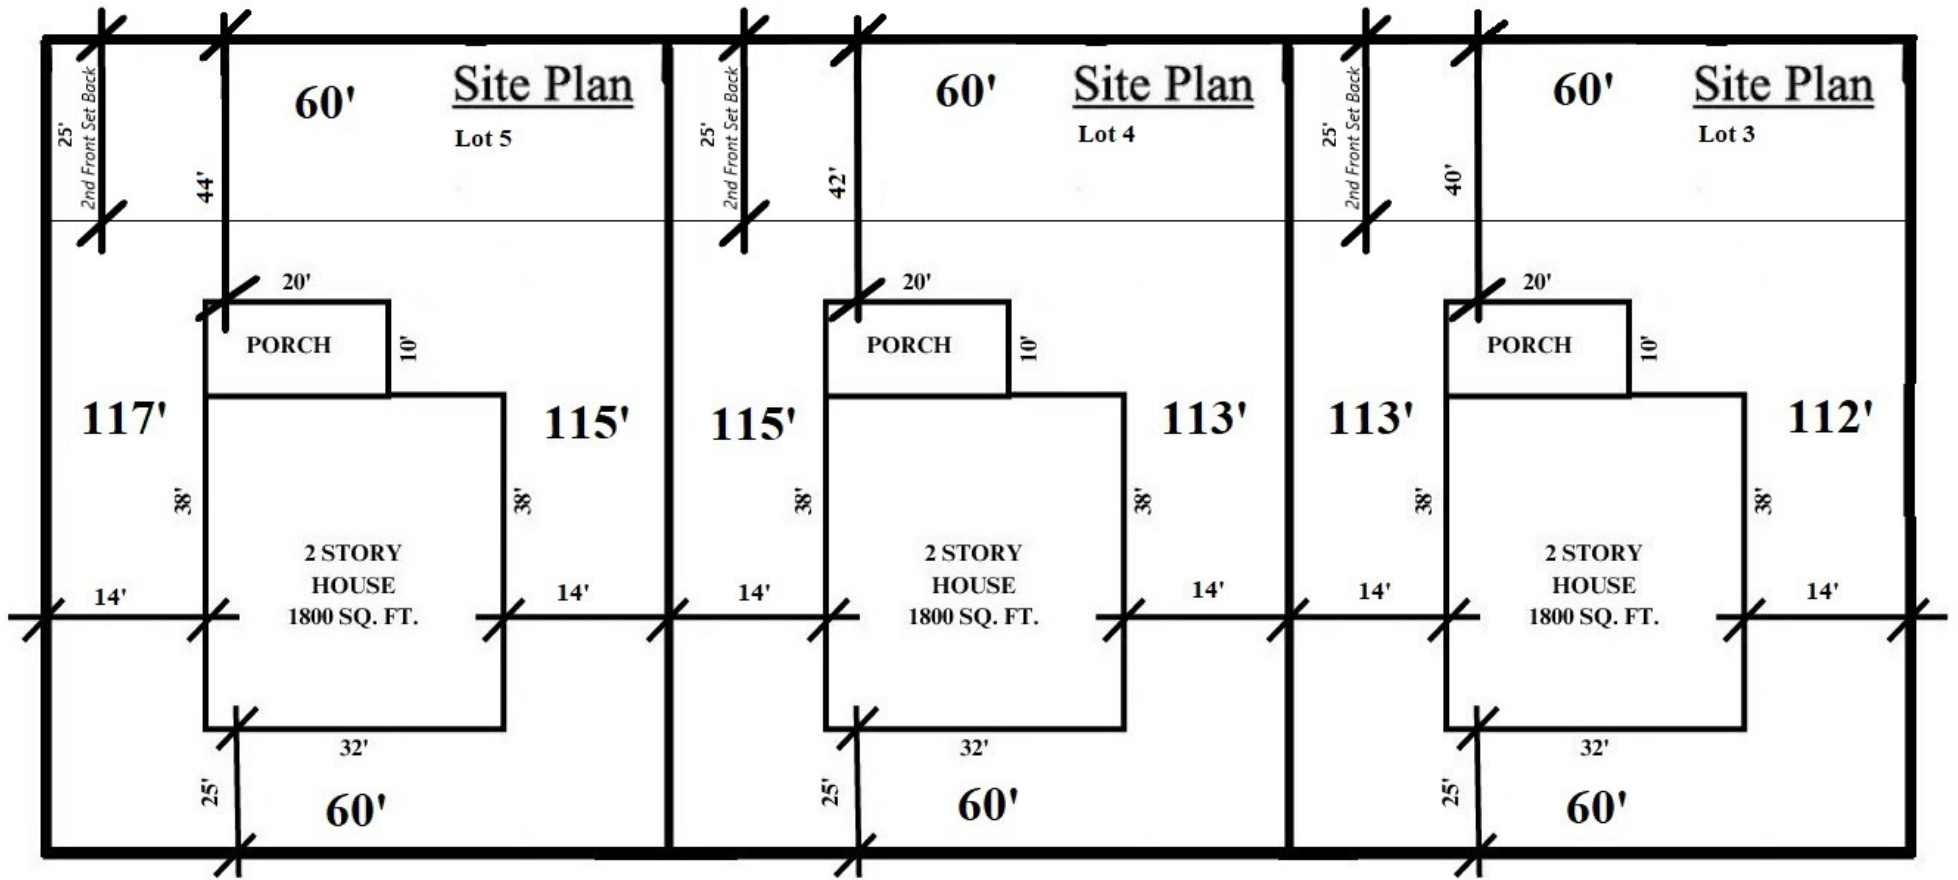 Site Plan
Lot 5
60'
25'
2nd Front Set Back
44'
20'
PORCH
10'
117'
115'
38'
38'
2 STORY
HOUSE
1800 SQ. FT.
14'
14'
32'
25'
60'
Site Plan
Lot 4
60'
25'
2nd Front Set Back
42'
20'
PORCH
10'
115'
113'
38'
38'
2 STORY
HOUSE
1800 SQ. FT.
14'
14'
32'
25'
60'
Site Plan
Lot 3
60'
25'
2nd Front Set Back
40'
20'
PORCH
10'
113'
112'
38'
38'
2 STORY
HOUSE
1800 SQ. FT.
14'
14'
32'
25'
60'